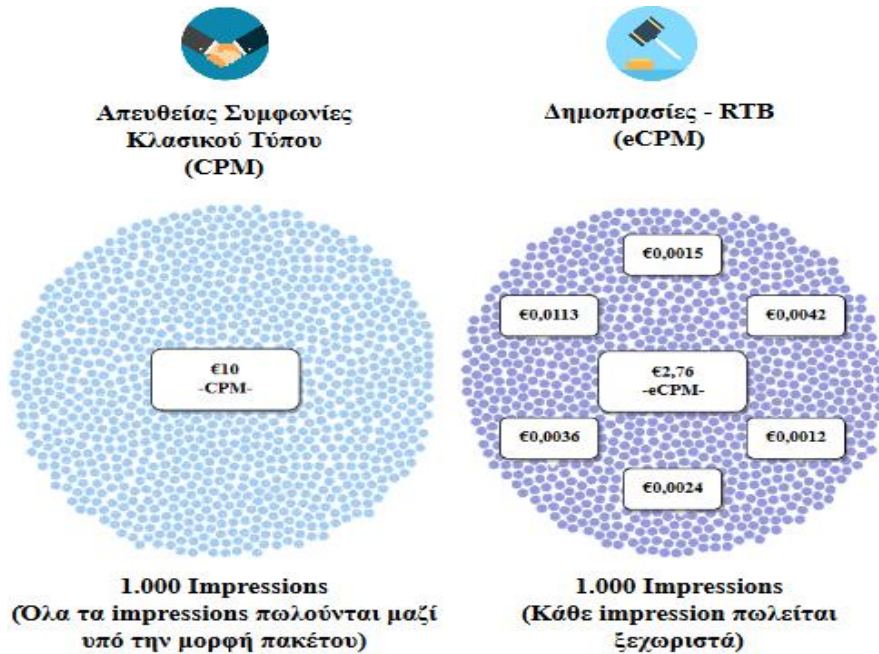 Απευθείας Συμφωνίες
Κλασικού Τύπου
(CPM)
€10
-CPM-
1.000 Impressions
(Όλα τα impressions πωλούνται μαζί
υπό την μορφή πακέτου)
Δημοπρασίες - RTB
(eCPM)
€0,0015
€0,0113
€0,0042
€2,76
-eCPM-
€0,0036
€0,0012
€0,0024
1.000 Impressions
(Κάθε impression πωλείται
ξεχωριστά)